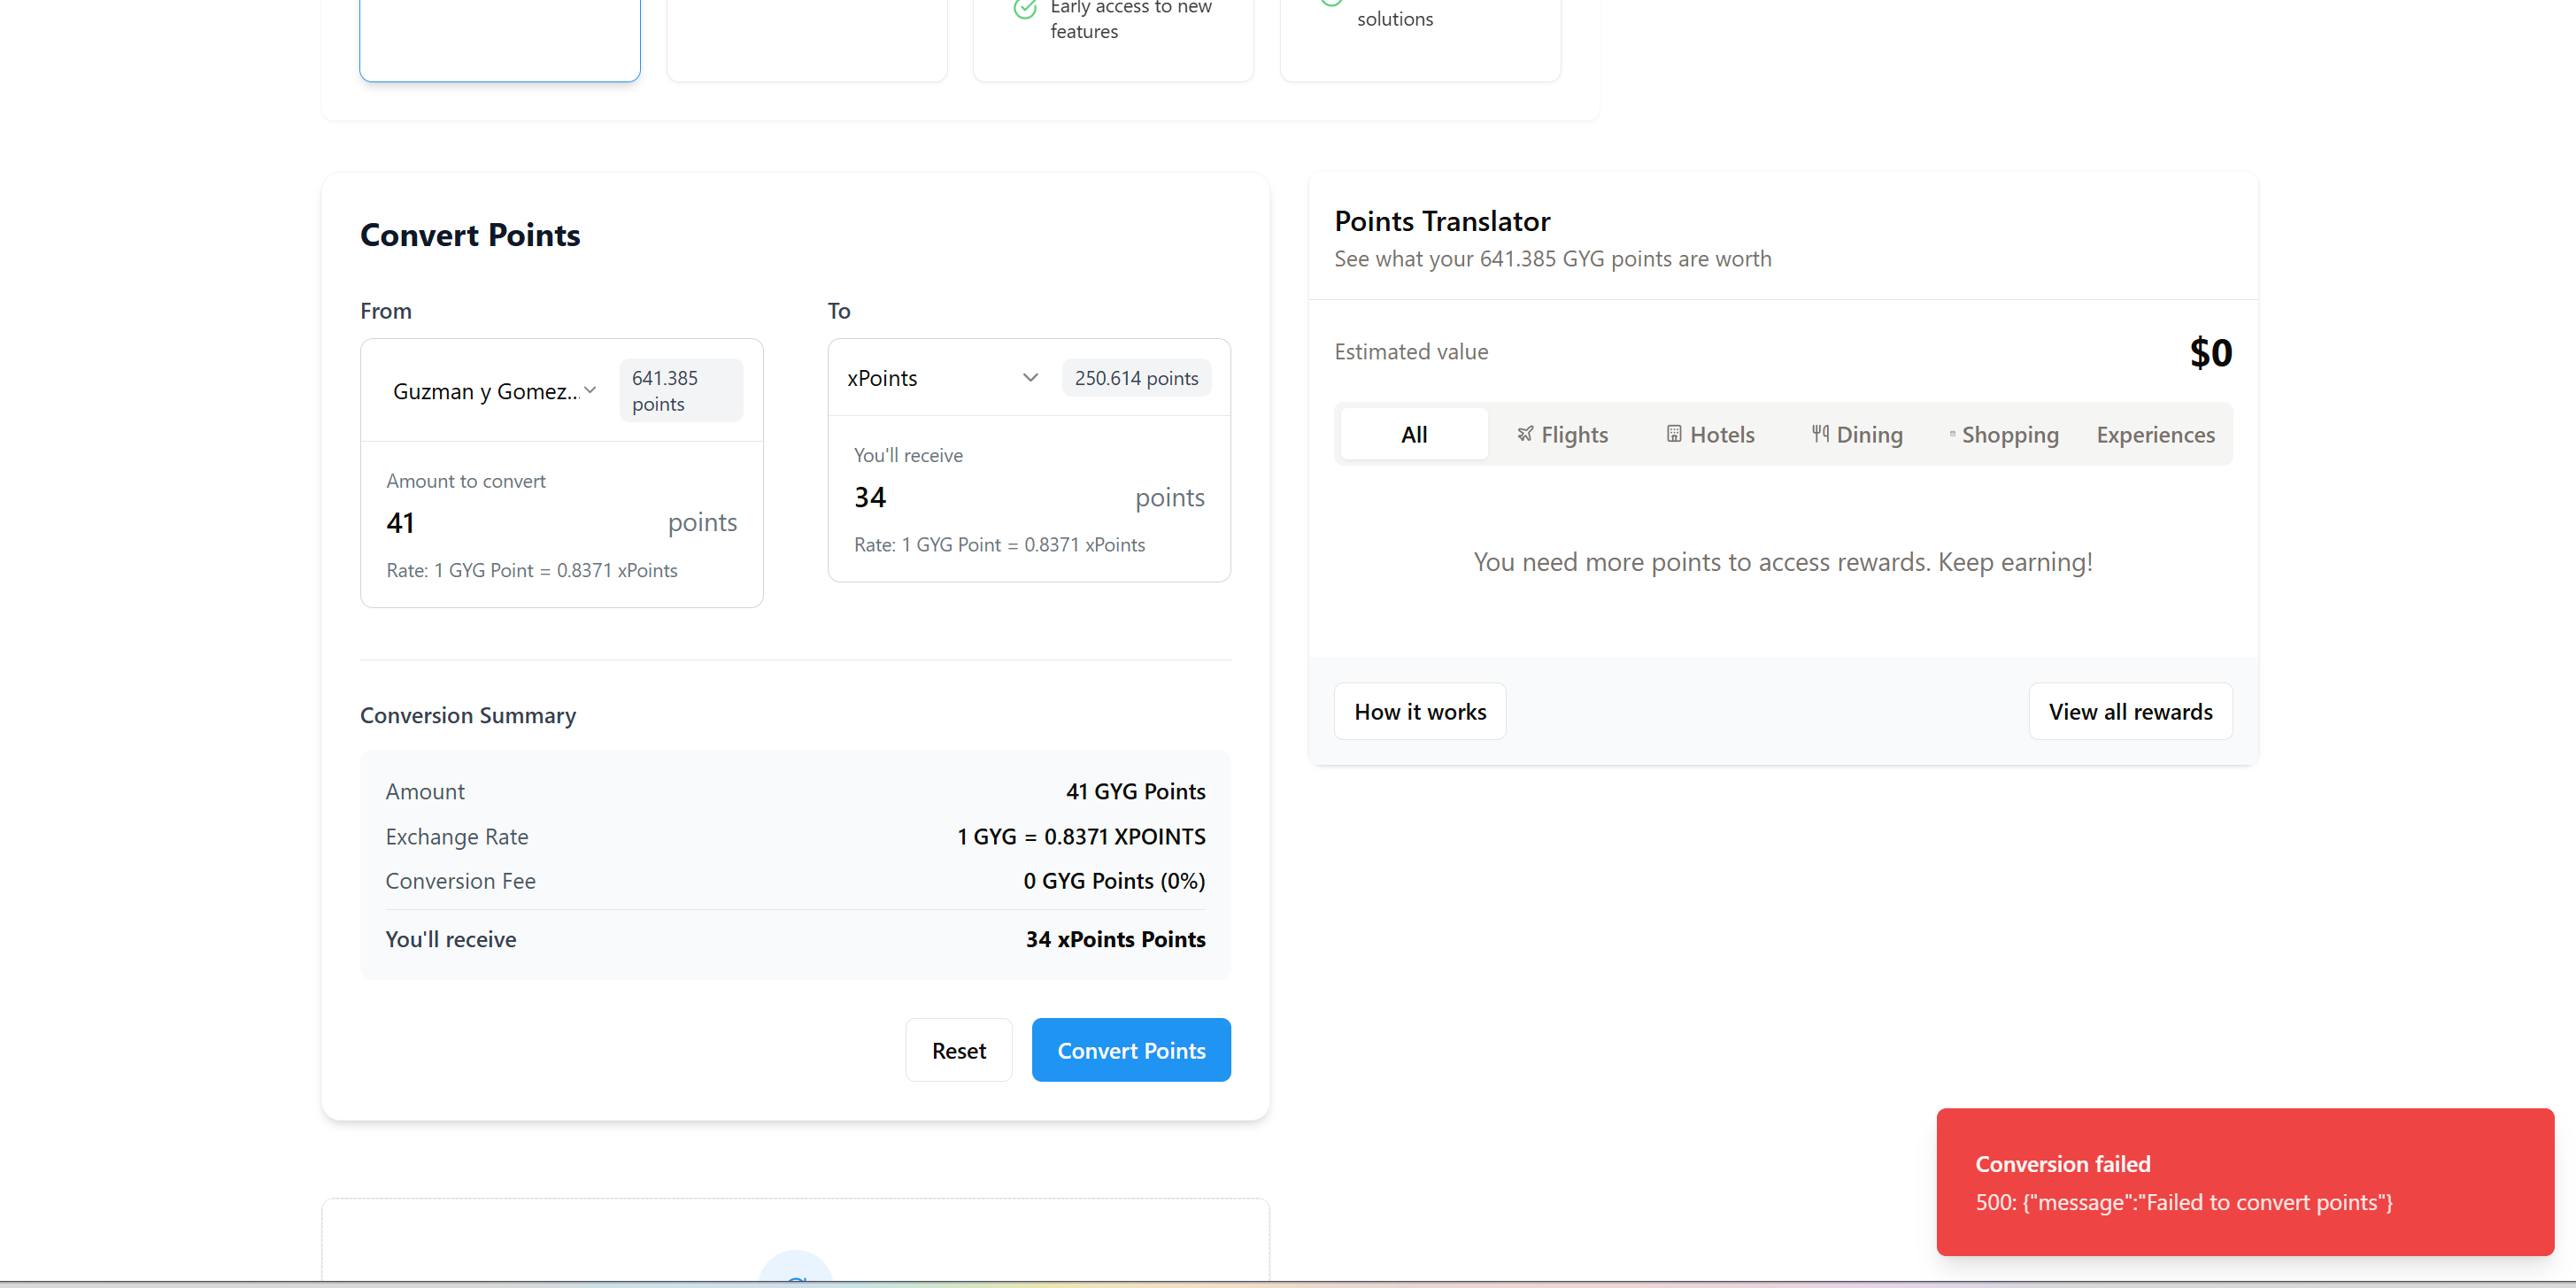 Early access to new
features
solutions
Convert Points
From
To
Guzman y Gomez...
641.385
points
Amount to convert
41
points
Rate: 1 GYG Point = 0.8371 xPoints
xPoints
250.614 points
You'll receive
34
points
Rate: 1 GYG Point = 0.8371 xPoints
Conversion Summary
Amount
41 GYG Points
Exchange Rate
1 GYG = 0.8371 XPOINTS
Conversion Fee
0 GYG Points (0%)
You'll receive
34 xPoints Points
Reset
Convert Points
Points Translator
See what your 641.385 GYG points are worth
Estimated value
$0
All
Flights
Hotels
Dining
Shopping
Experiences
You need more points to access rewards. Keep earning!
How it works
View all rewards
Conversion failed
500: {"message":"Failed to convert points"}